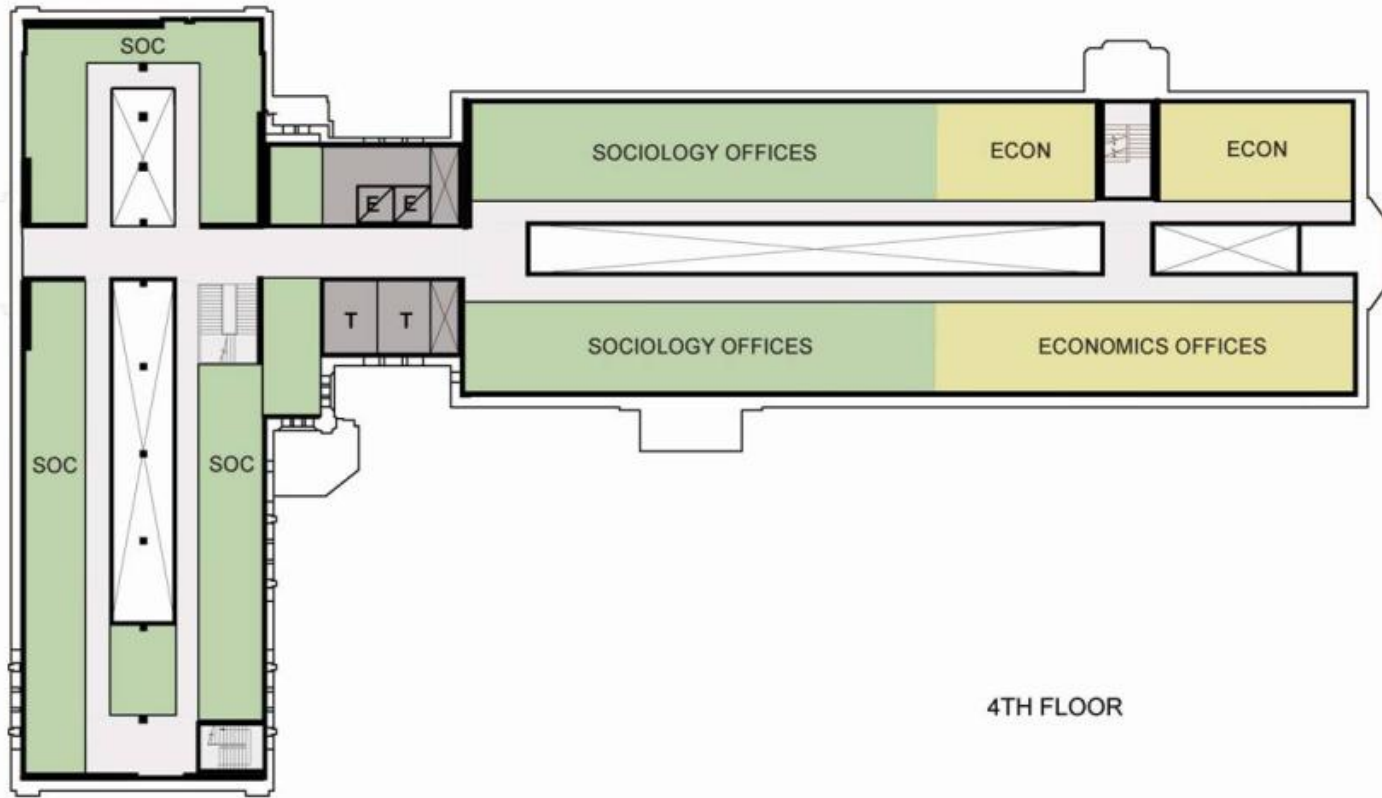 SOC
SOCIOLOGY OFFICES
ECON
ECON
E
E
T
T
SOCIOLOGY OFFICES
ECONOMICS OFFICES
SOC
SOC
4TH FLOOR